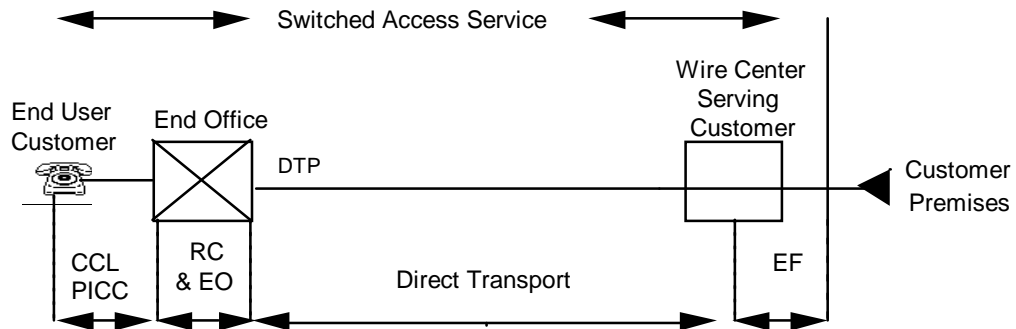 Switched Access Service
Wire Center
Serving
Customer
End User
Customer
End Office
DTP
Customer
Premises
CCL
PICC
RC
& EO
Direct Transport
EF